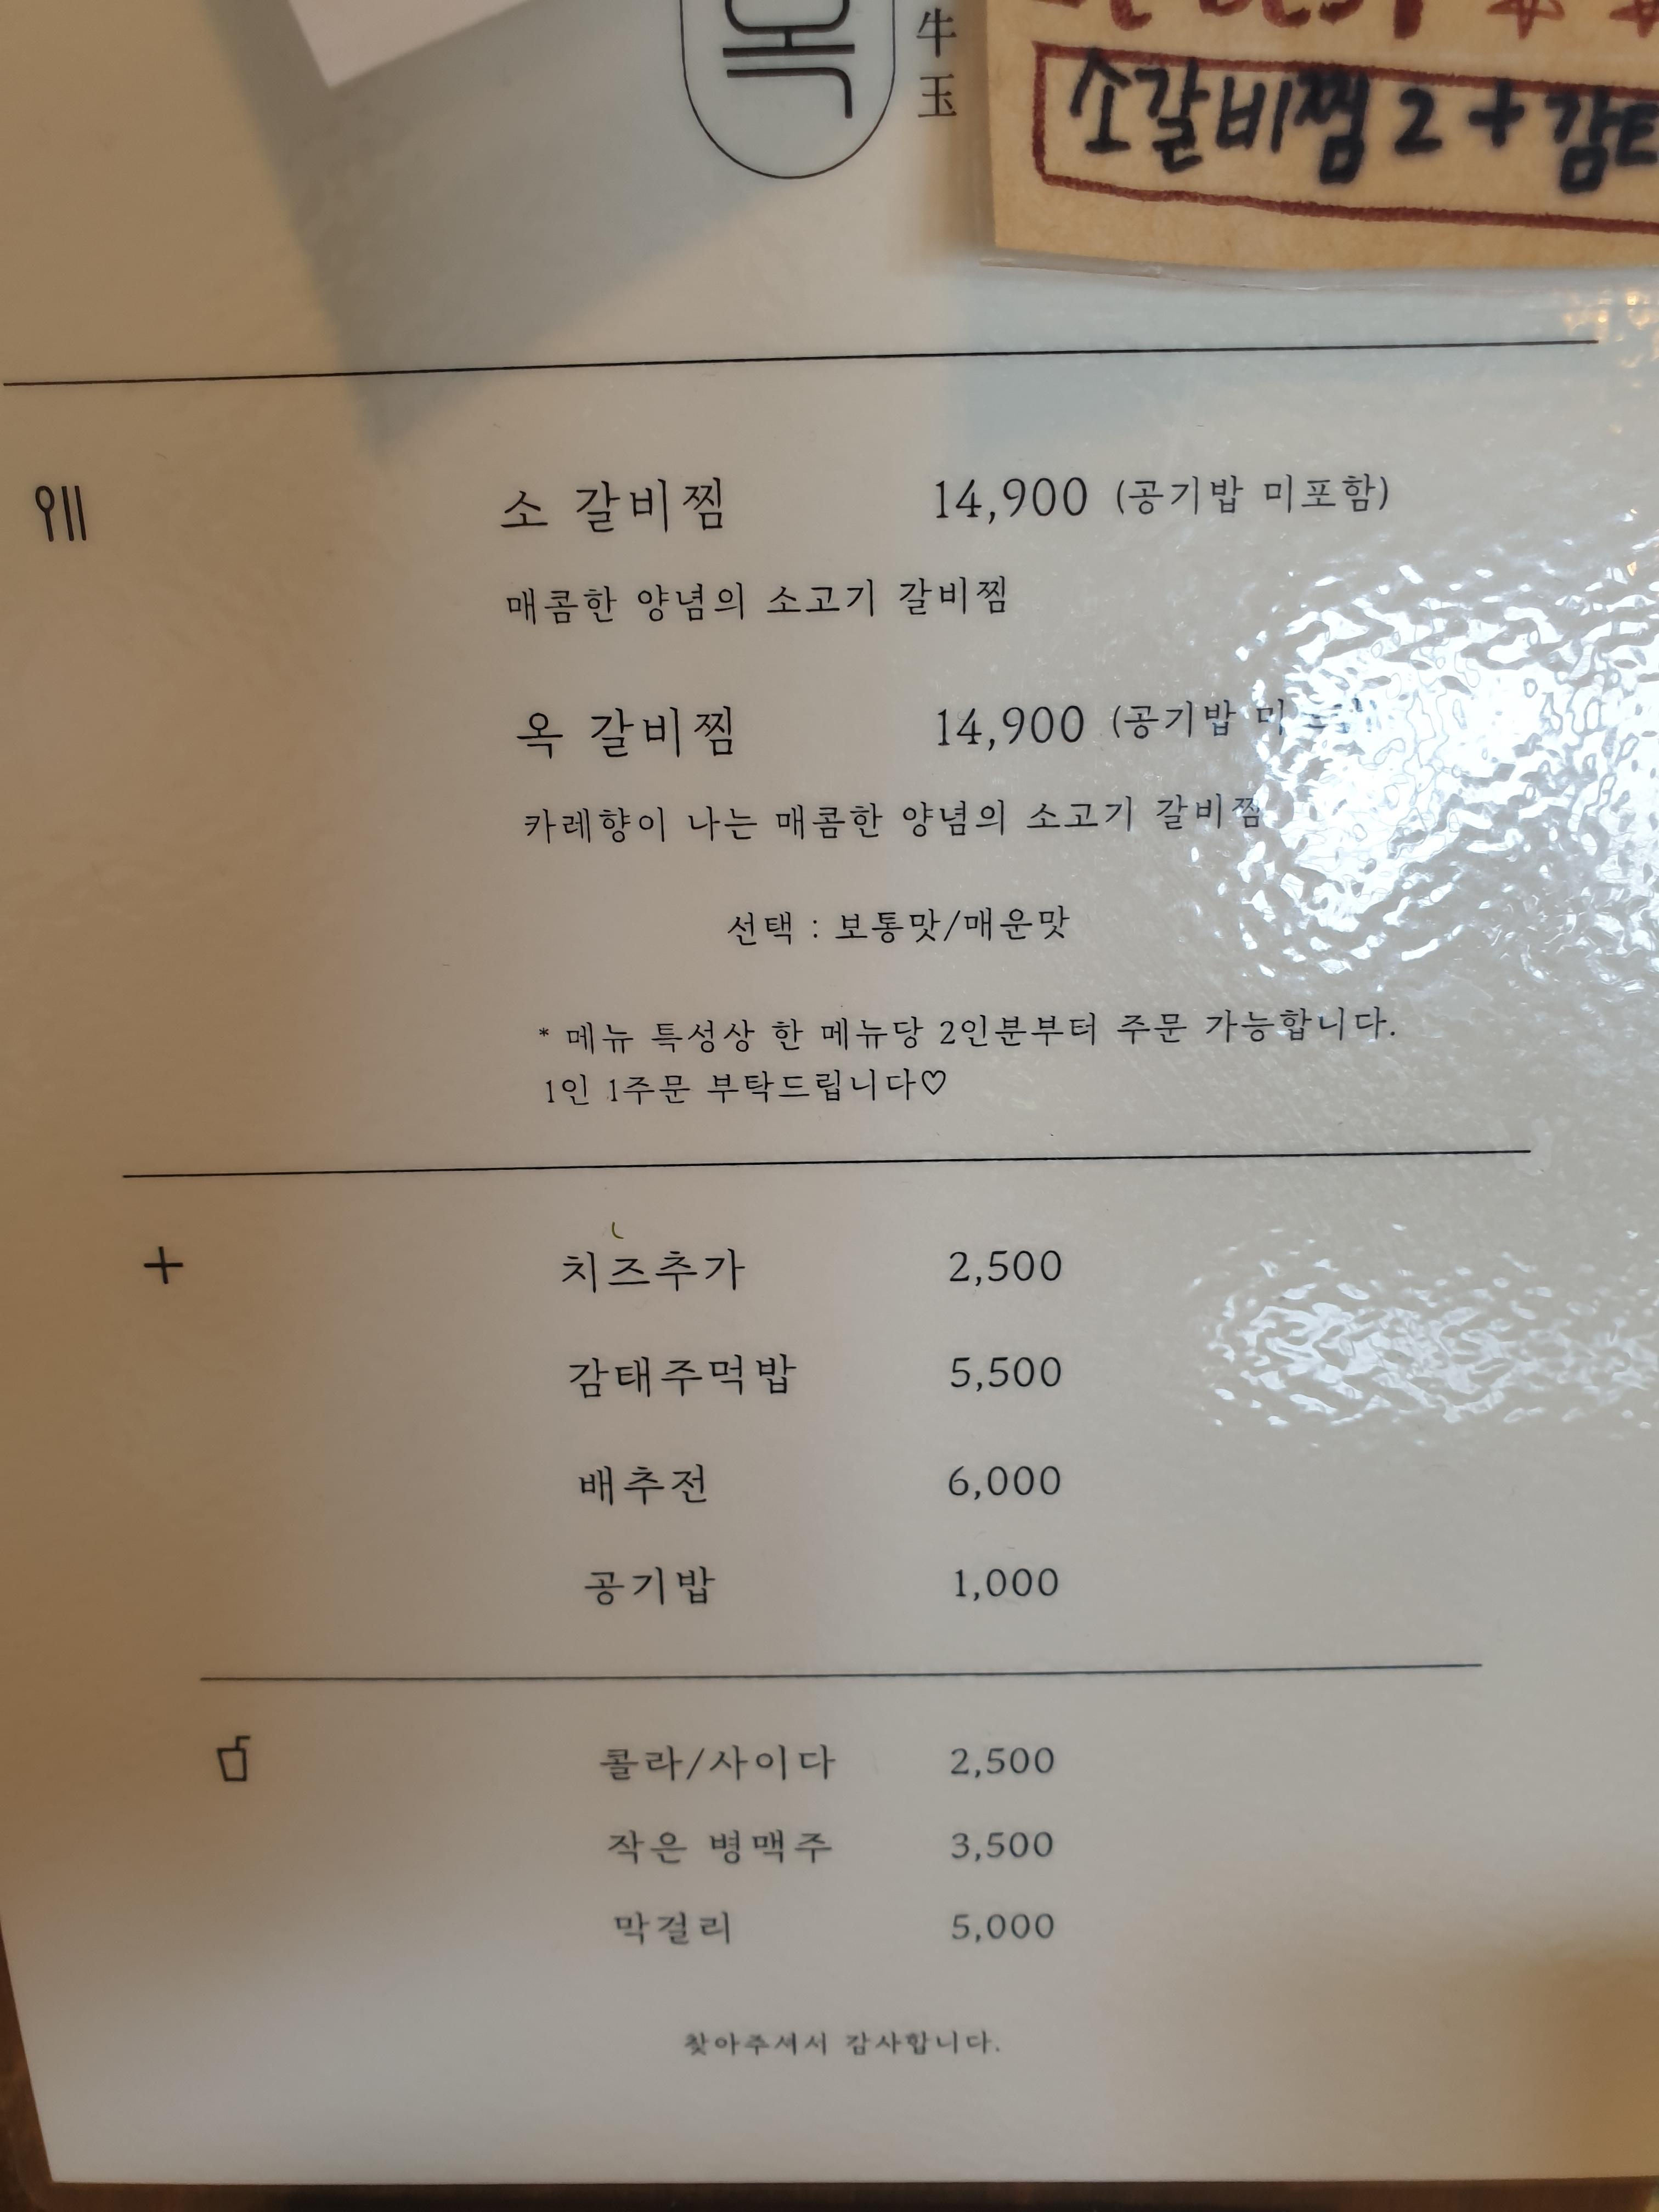 옥
牛
玉
소갈비찜 2 + 감태
소 갈비찜 14,900 (공기밥 미포함)
매콤한 양념의 소고기 갈비찜
옥 갈비찜 14,900 (공기밥 미
카레향이 나는 매콤한 양념의 소고기 갈비찜
선택 : 보통맛/매운맛
* 메뉴 특성상 한 메뉴당 2인분부터 주문 가능합니다.
1인 1주문 부탁드립니다♡
+
치즈추가 2,500
감태주먹밥 5,500
배추전 6,000
공기밥 1,000
콜라/사이다 2,500
작은 병맥주 3,500
막걸리 5,000
찾아주셔서 감사합니다.